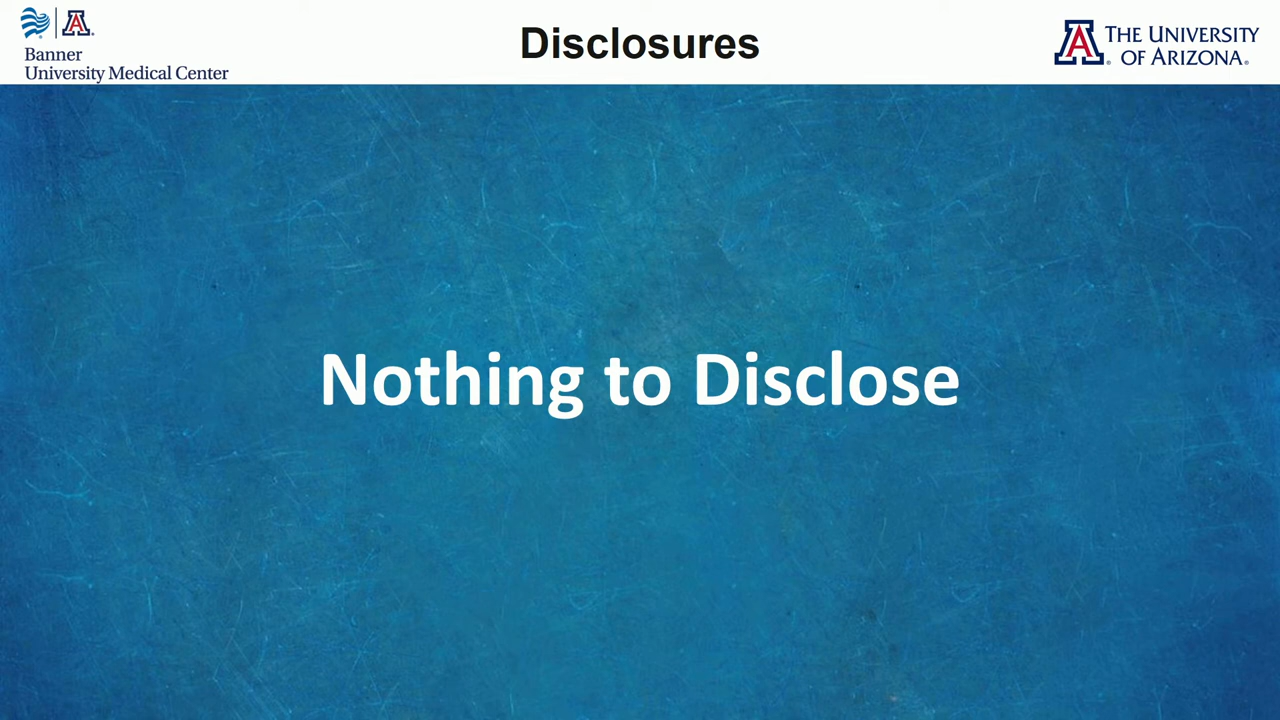 Disclosures
A
Banner
University Medical Center
A
THE UNIVERSITY
OF ARIZONA®
Nothing to Disclose